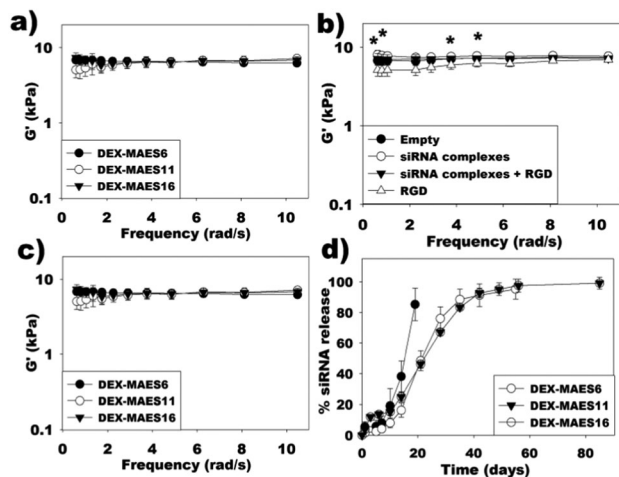 a)
G' (kPa)
10
1
0.1
DEX-MAES6
DEX-MAES11
DEX-MAES16
0 2 4 6 8 10
Frequency (rad/s)
b)
* * * *
G' (kPa)
10
1
0.1
Empty
siRNA complexes
siRNA complexes + RGD
RGD
0 2 4 6 8 10
Frequency (rad/s)
c)
G' (kPa)
10
1
0.1
DEX-MAES6
DEX-MAES11
DEX-MAES16
0 2 4 6 8 10
Frequency (rad/s)
d)
% siRNA release
100
80
60
40
20
0
DEX-MAES6
DEX-MAES11
DEX-MAES16
0 20 40 60 80
Time (days)